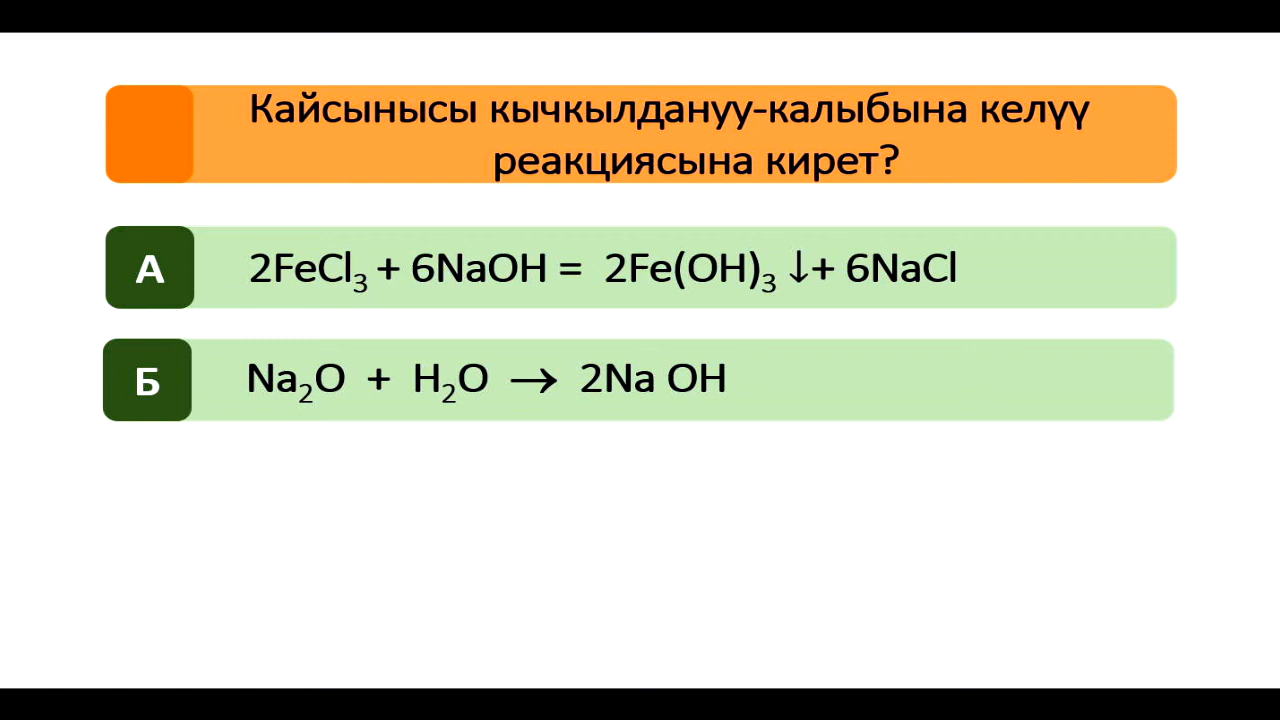 Кайсынысы кычкылдануу-калыбына келүү
реакциясына кирет?
А 2FeCl₃ + 6NaOH = 2Fe(OH)₃ ↓+ 6NaCl
Б Na₂O + H₂O → 2Na OH